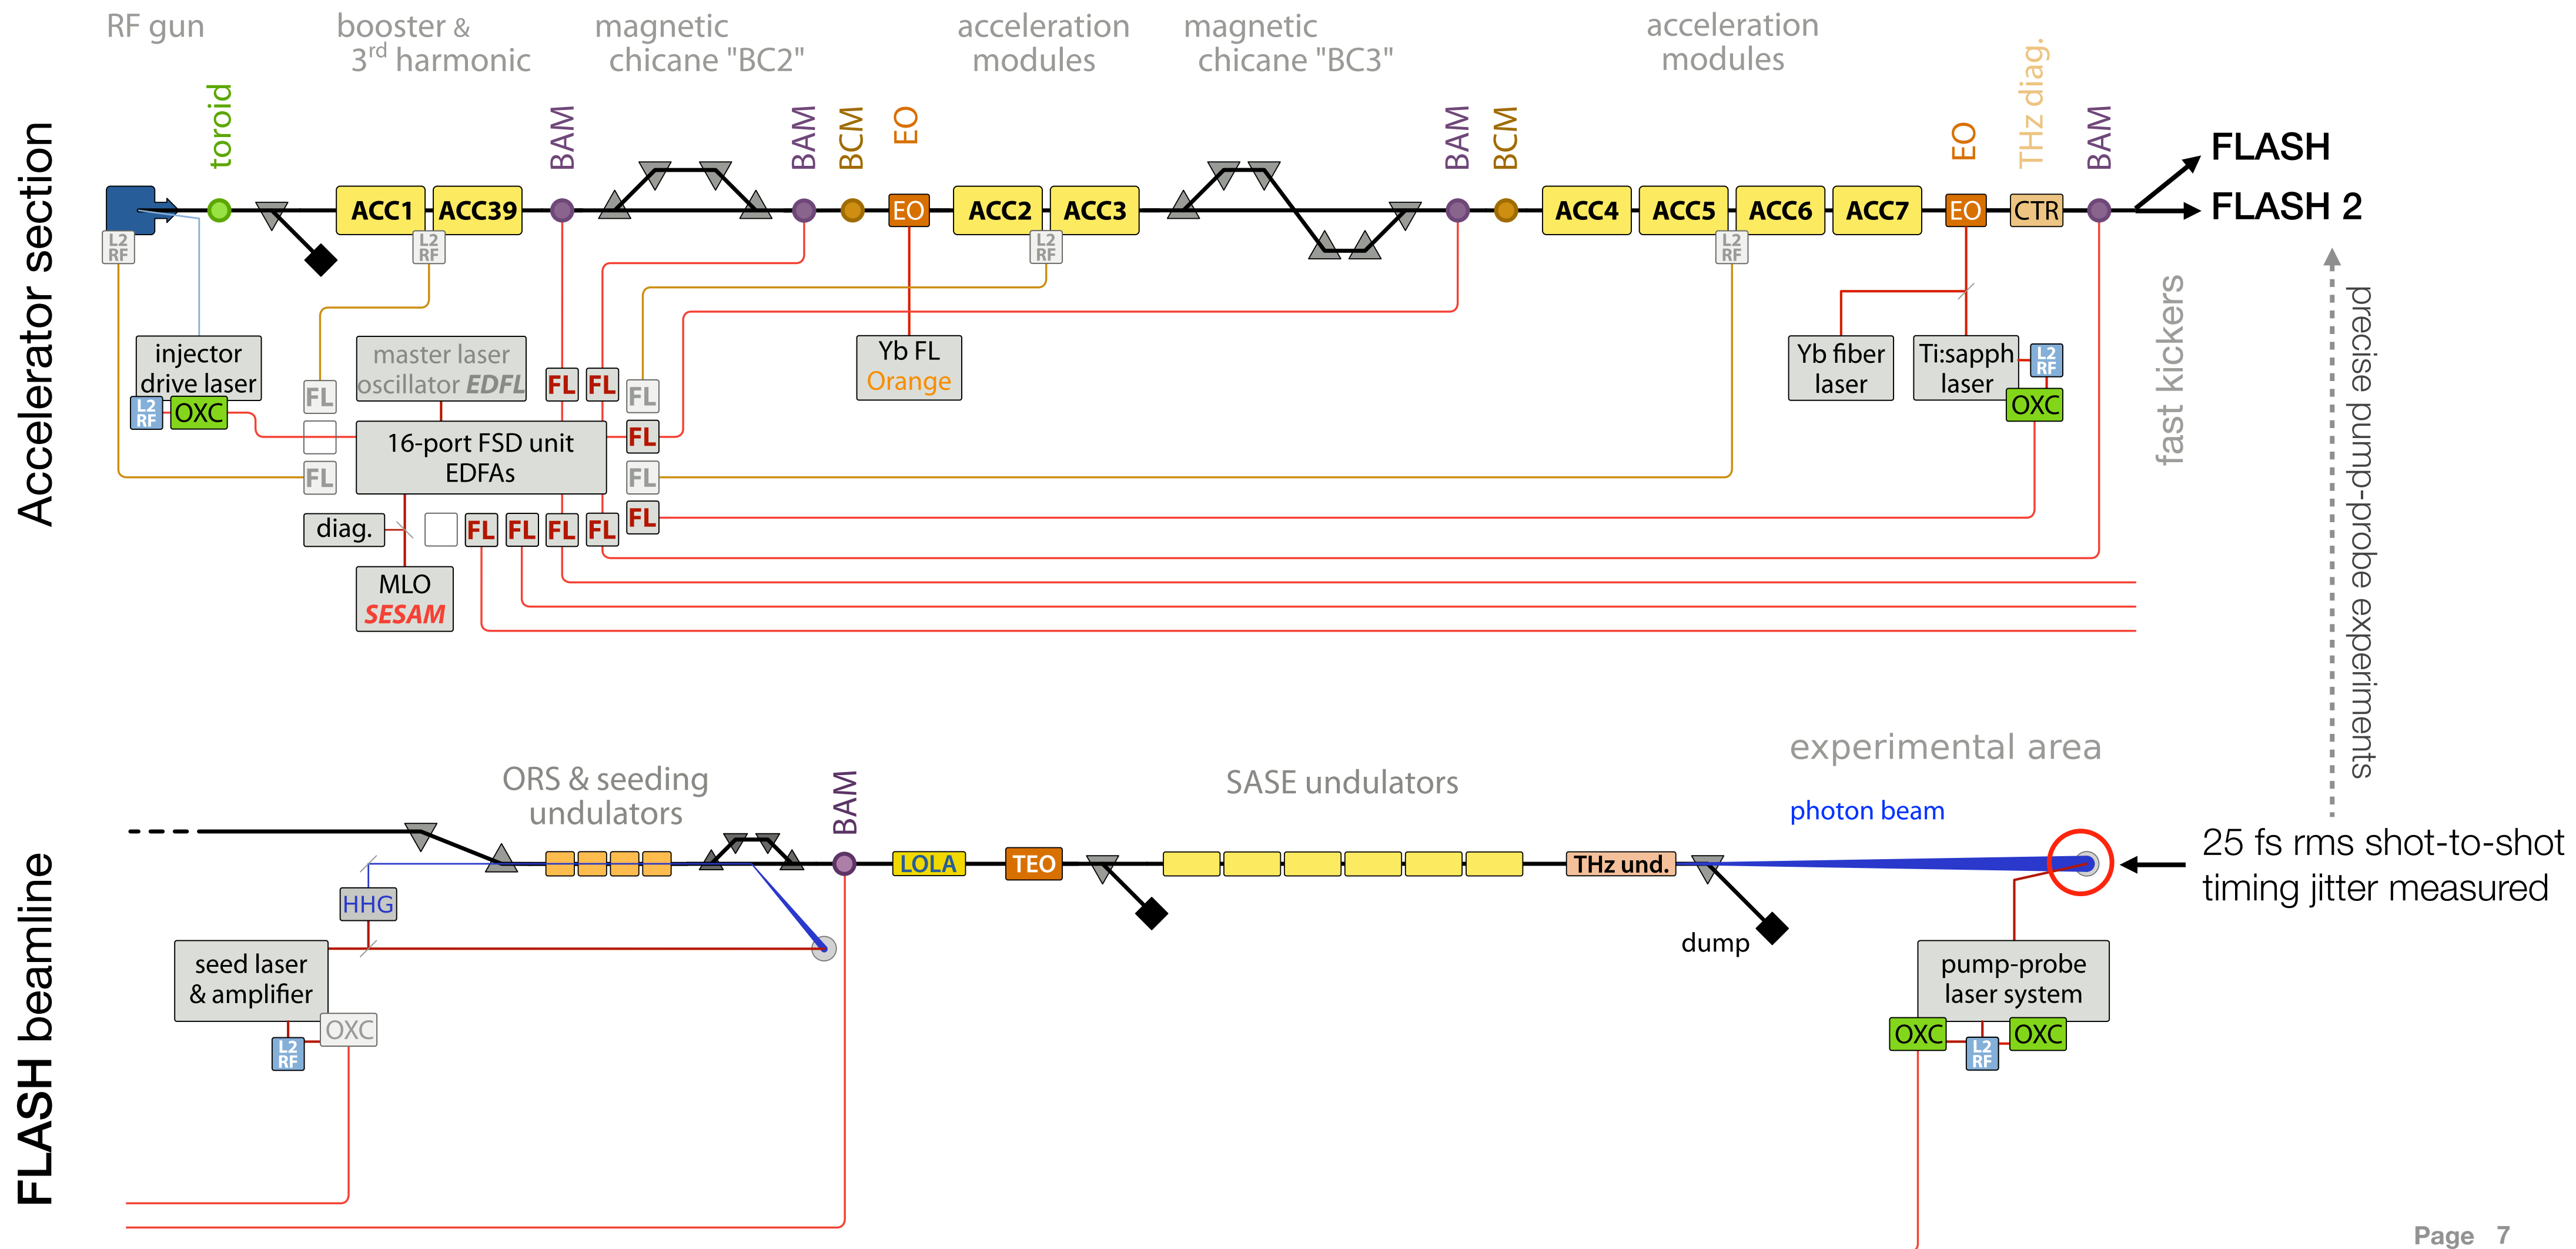 RF gun
booster &
3rd harmonic
magnetic
chicane "BC2"
acceleration
modules
magnetic
chicane "BC3"
acceleration
modules
Accelerator section
toroid
BAM
BAM
BCM
EO
BAM
BCM
EO
THz diag.
BAM
FLASH
FLASH 2
ACC1
ACC39
EO
ACC2
ACC3
ACC4
ACC5
ACC6
ACC7
EO
CTR
L2
RF
L2
RF
L2
RF
L2
RF
injector
drive laser
L2
RF
OXC
master laser
oscillator EDFL
FL
FL
FL
FL
Yb FL
Orange
Yb fiber
laser
Ti:sapph
laser
L2
RF
OXC
fast kickers
precise pump-probe experiments
16-port FSD unit
EDFAs
FL
FL
FL
FL
diag.
FL
FL
FL
FL
MLO
SESAM
FLASH beamline
ORS & seeding
undulators
BAM
SASE undulators
experimental area
photon beam
LOLA
TEO
THz und.
25 fs rms shot-to-shot
timing jitter measured
HHG
dump
seed laser
& amplifier
L2
RF
OXC
pump-probe
laser system
OXC
L2
RF
OXC
Page 7